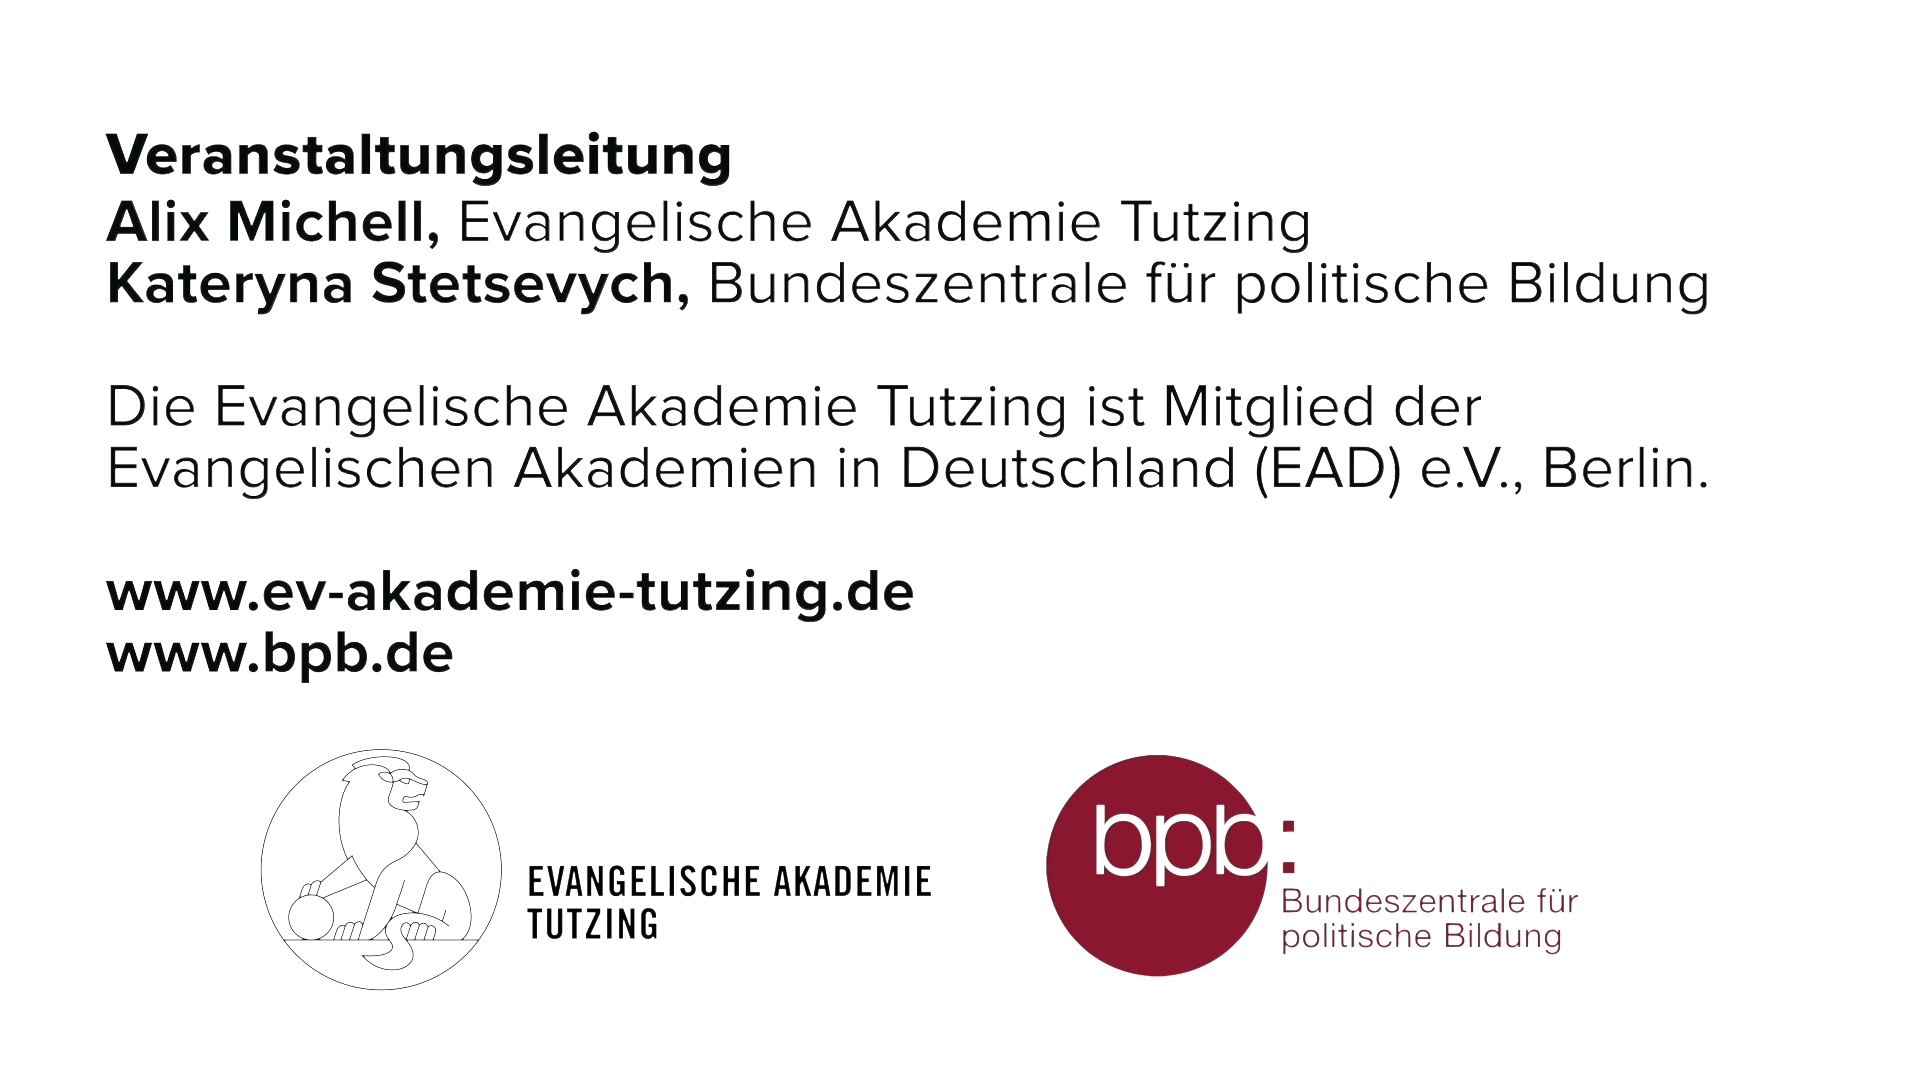 Veranstaltungsleitung
Alix Michell, Evangelische Akademie Tutzing
Kateryna Stetsevych, Bundeszentrale für politische Bildung
Die Evangelische Akademie Tutzing ist Mitglied der
Evangelischen Akademien in Deutschland (EAD) e.V., Berlin.
www.ev-akademie-tutzing.de
www.bpb.de
EVANGELISCHE AKADEMIE
TUTZING
bpb:
Bundeszentrale für
politische Bildung